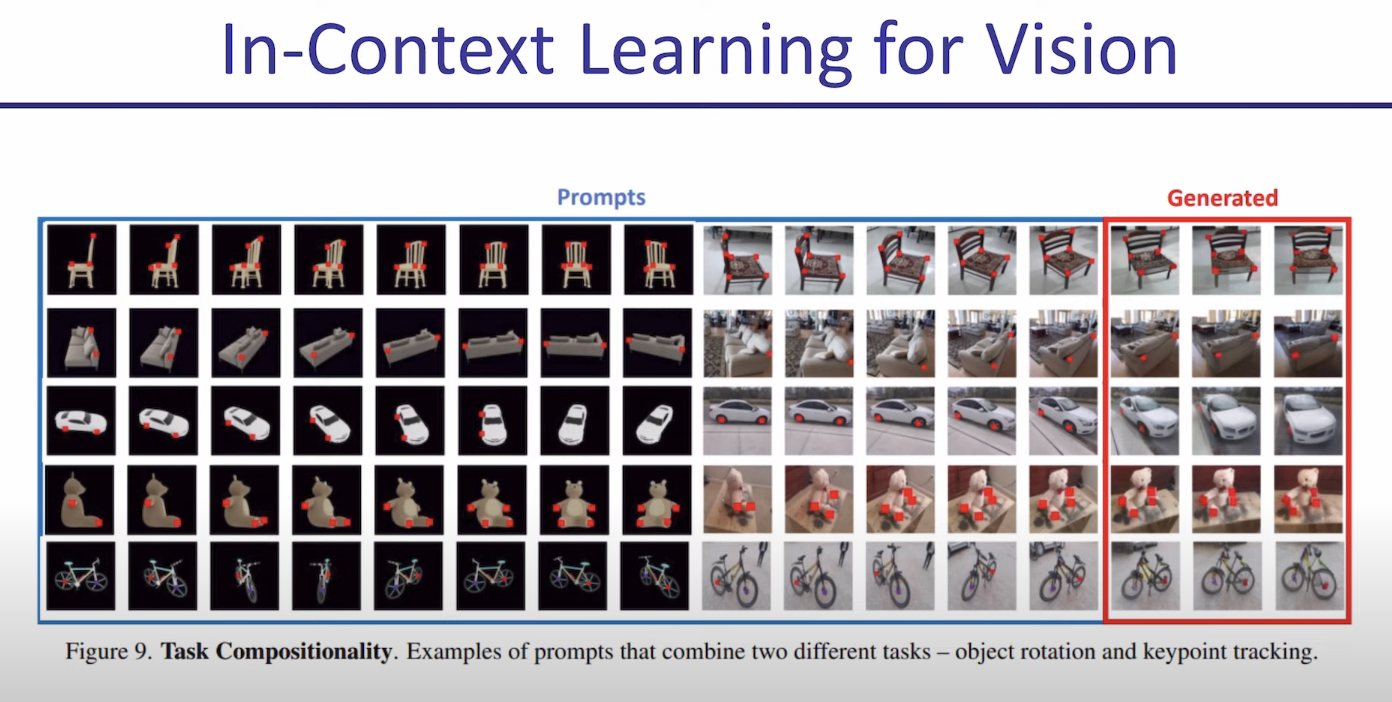 In-Context Learning for Vision
Prompts
Generated
Figure 9. Task Compositionality. Examples of prompts that combine two different tasks – object rotation and keypoint tracking.